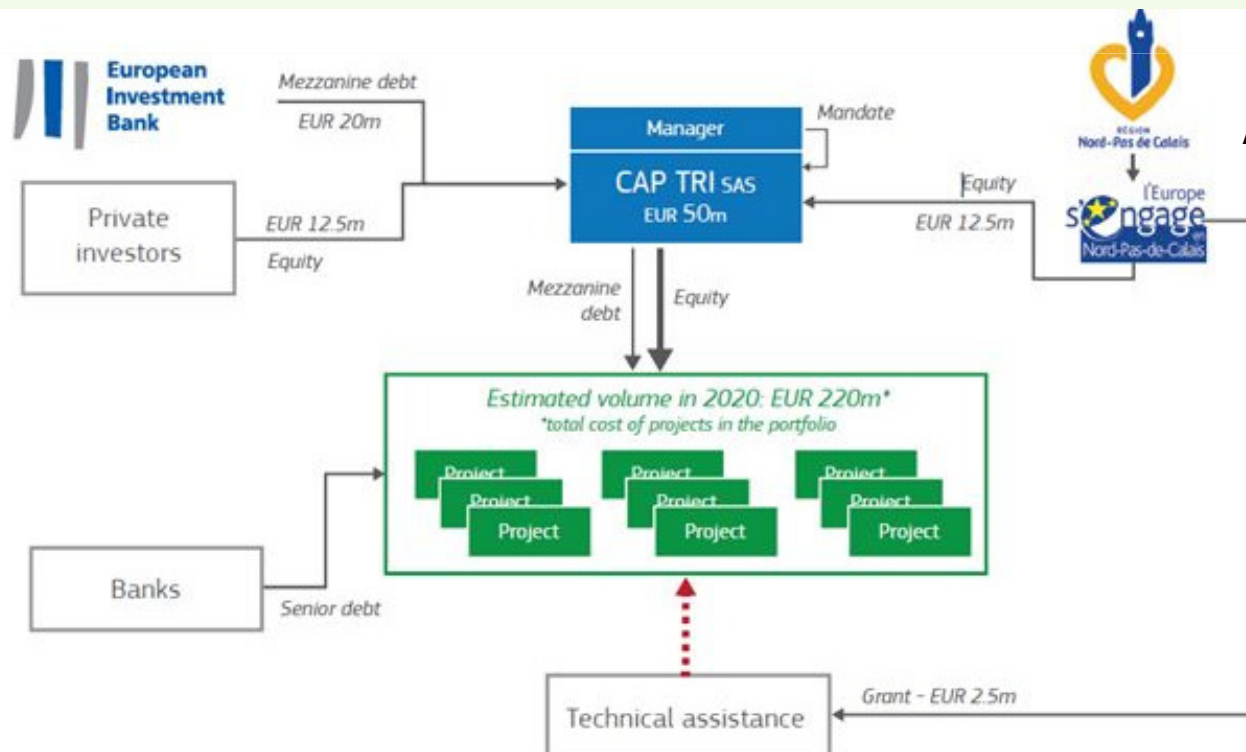 European
Investment
Bank
Mezzanine debt
EUR 20m
Private
investors
EUR 12.5m
Equity
Manager
Mandate
CAP TRI SAS
EUR 50m
RÉGION
Nord-Pas de Calais
l'Europe
s'engage
en
Nord-Pas-de-Calais
Equity
EUR 12.5m
Mezzanine
debt
Equity
Estimated volume in 2020: EUR 220m*
*total cost of projects in the portfolio
Project
Project
Project
Project
Project
Project
Project
Project
Project
Banks
Senior debt
Technical assistance
Grant - EUR 2.5m